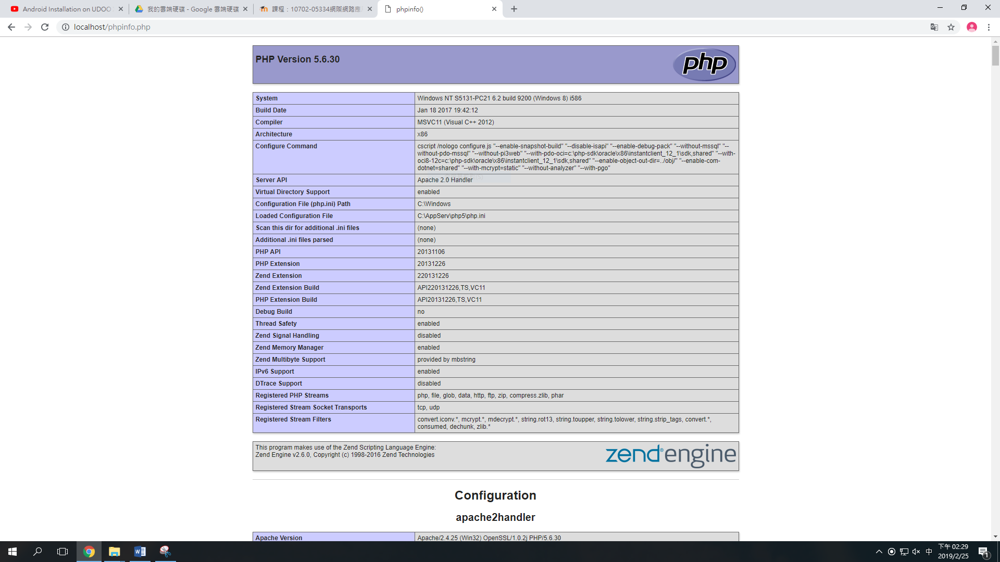 Android Installation on UDOO
我的雲端硬碟 - Google 雲端硬碟
課程：10702-05334網際網路應
phpinfo()
localhost/phpinfo.php
PHP Version 5.6.30
php
System Windows NT S5131-PC21 6.2 build 9200 (Windows 8) i586
Build Date Jan 18 2017 19:42:12
Compiler MSVC11 (Visual C++ 2012)
Architecture x86
Configure Command cscript /nologo configure.js "--enable-snapshot-build" "--disable-isapi" "--enable-debug-pack" "--without-mssql" "--
without-pdo-mssql" "--without-pi3web" "--with-pdo-oci=c:\php-sdk\oracle\x86\instantclient_12_1\sdk,shared" "--with-
oci8-12c=c:\php-sdk\oracle\x86\instantclient_12_1\sdk,shared" "--enable-object-out-dir=../obj/" "--enable-com-
dotnet=shared" "--with-mcrypt=static" "--without-analyzer" "--with-pgo"
Server API Apache 2.0 Handler
Virtual Directory Support enabled
Configuration File (php.ini) Path C:\Windows
Loaded Configuration File C:\AppServ\php5\php.ini
Scan this dir for additional .ini files (none)
Additional .ini files parsed (none)
PHP API 20131106
PHP Extension 20131226
Zend Extension 220131226
Zend Extension Build API220131226,TS,VC11
PHP Extension Build API20131226,TS,VC11
Debug Build no
Thread Safety enabled
Zend Signal Handling disabled
Zend Memory Manager enabled
Zend Multibyte Support provided by mbstring
IPv6 Support enabled
DTrace Support disabled
Registered PHP Streams php, file, glob, data, http, ftp, zip, compress.zlib, phar
Registered Stream Socket Transports tcp, udp
Registered Stream Filters convert.iconv.*, mcrypt.*, mdecrypt.*, string.rot13, string.toupper, string.tolower, string.strip_tags, convert.*,
consumed, dechunk, zlib.*
This program makes use of the Zend Scripting Language Engine:
Zend Engine v2.6.0, Copyright (c) 1998-2016 Zend Technologies
zend® engine
Configuration
apache2handler
Apache Version Apache/2.4.25 (Win32) OpenSSL/1.0.2j PHP/5.6.30
中
下午 02:29
2019/2/25
1